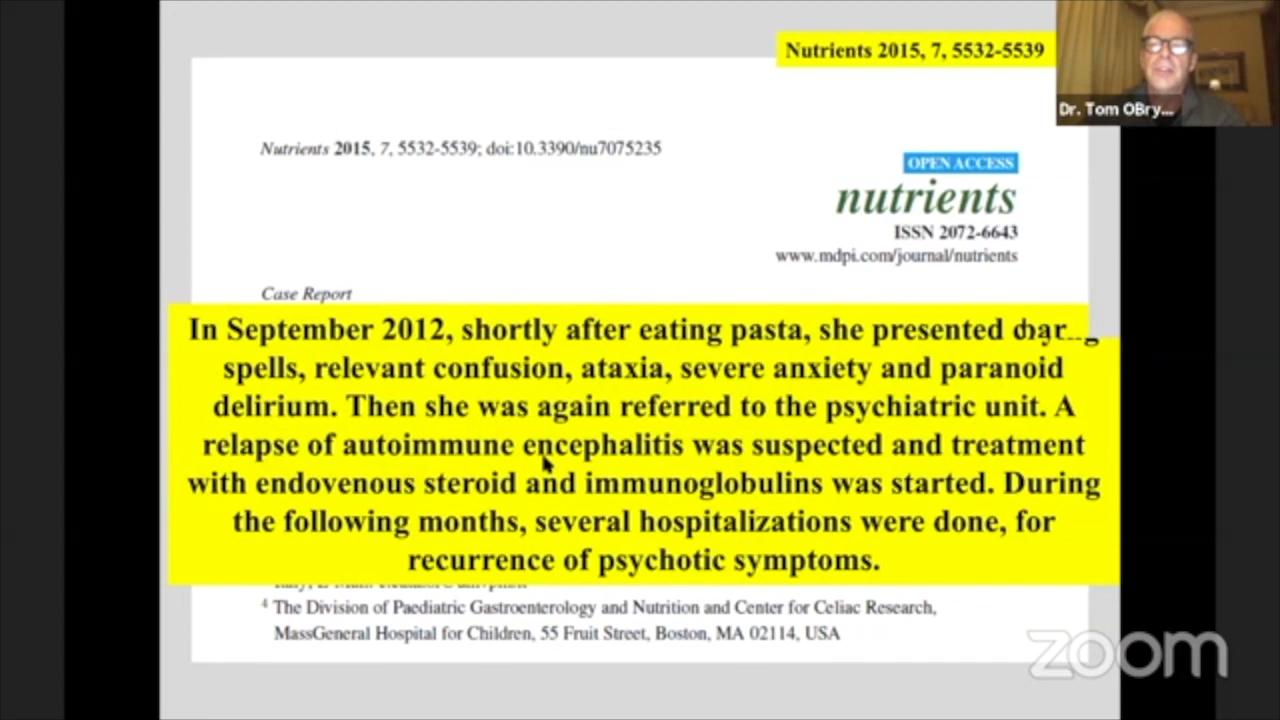 Nutrients 2015, 7, 5532-5539
Dr. Tom OBry...
Nutrients 2015, 7, 5532-5539; doi:10.3390/nu7075235
OPEN ACCESS
nutrients
ISSN 2072-6643
www.mdpi.com/journal/nutrients
Case Report
In September 2012, shortly after eating pasta, she presented
spells, relevant confusion, ataxia, severe anxiety and paranoid
delirium. Then she was again referred to the psychiatric unit. A
relapse of autoimmune encephalitis was suspected and treatment
with endovenous steroid and immunoglobulins was started. During
the following months, several hospitalizations were done, for
recurrence of psychotic symptoms.
4 The Division of Paediatric Gastroenterology and Nutrition and Center for Celiac Research,
MassGeneral Hospital for Children, 55 Fruit Street, Boston, MA 02114, USA
zoom